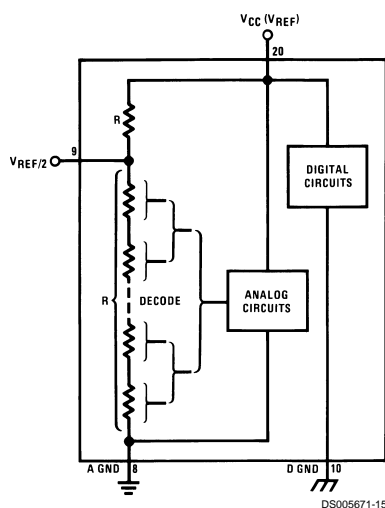 VCC (VREF)
20
R
9
VREF/2
DIGITAL
CIRCUITS
R
DECODE
ANALOG
CIRCUITS
A GND
8
D GND
10
DS005671-15